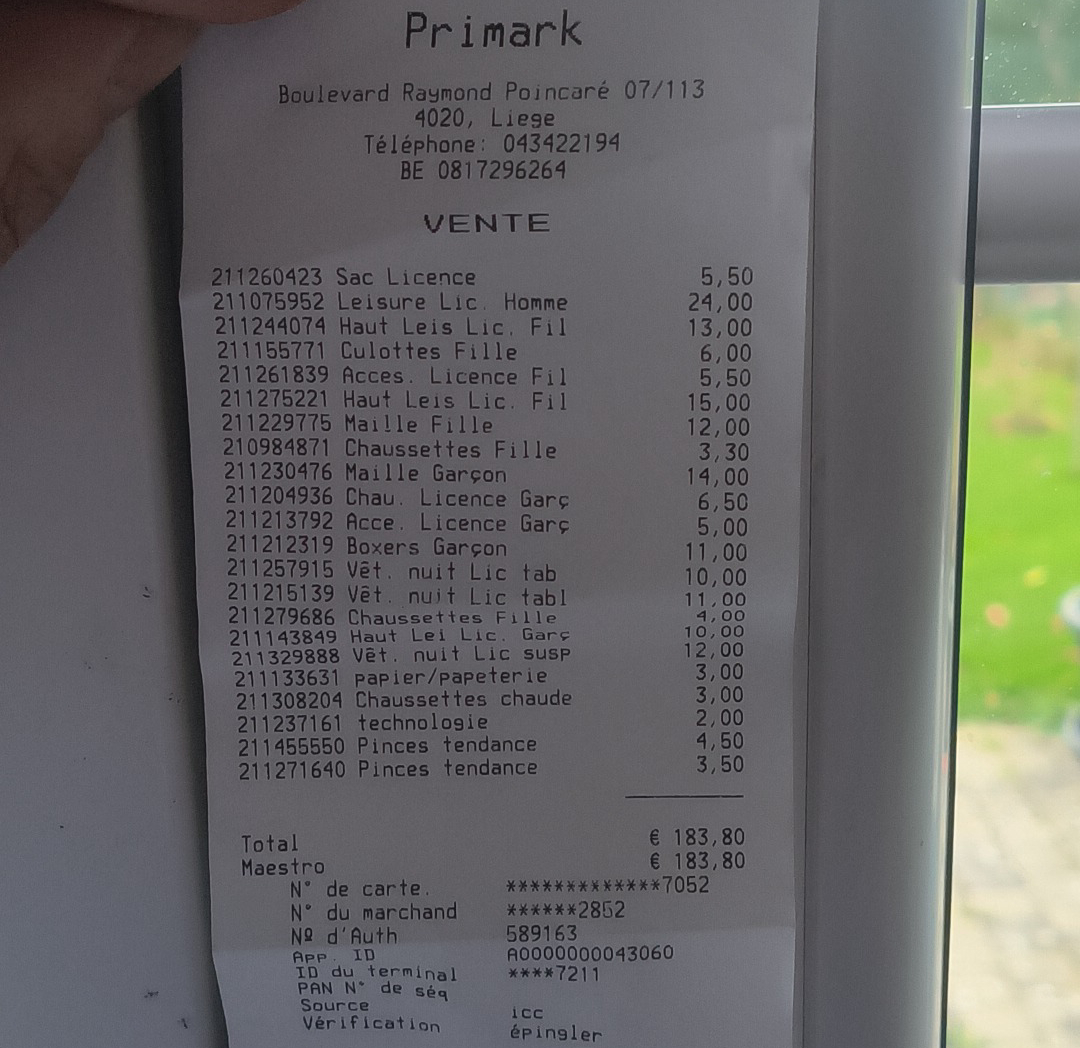 Primark
Boulevard Raymond Poincaré 07/113
4020, Liege
Téléphone: 043422194
BE 0817296264
VENTE
211260423 Sac Licence 5,50
211075952 Leisure Lic. Homme 24,00
211244074 Haut Leis Lic. Fil 13,00
211155771 Culottes Fille 6,00
211261839 Acces. Licence Fil 5,50
211275221 Haut Leis Lic. Fil 15,00
211229775 Maille Fille 12,00
210984871 Chaussettes Fille 3,30
211230476 Maille Garçon 14,00
211204936 Chau. Licence Garç 6,50
211213792 Acce. Licence Garç 5,00
211212319 Boxers Garçon 11,00
211257915 Vêt. nuit Lic tab 10,00
211215139 Vêt. nuit Lic tabl 11,00
211279686 Chaussettes Fille 4,00
211143849 Haut Lei Lic. Garç 10,00
211329888 Vêt. nuit Lic susp 12,00
211133631 papier/papeterie 3,00
211308204 Chaussettes chaude 3,00
211237161 technologie 2,00
211455550 Pinces tendance 4,50
211271640 Pinces tendance 3,50
Total € 183,80
Maestro € 183,80
N° de carte. *************7052
N° du marchand ******2852
Nº d'Auth 589163
App. ID A0000000043060
ID du terminal ****7211
PAN N° de séq
Source icc
Vérification épingler